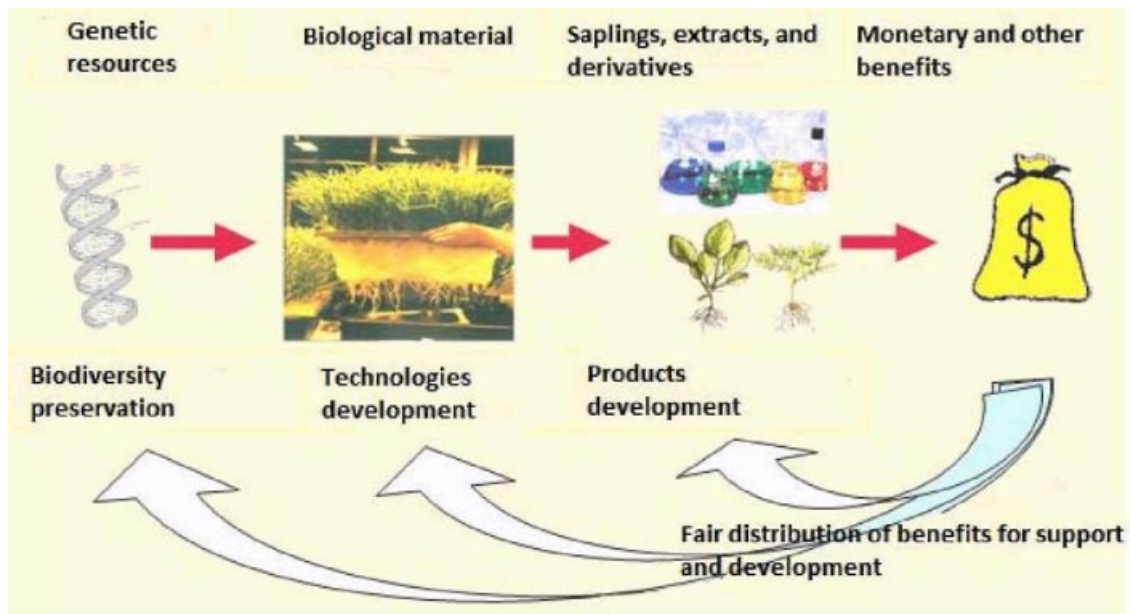 Genetic
resources
Biological material
Saplings, extracts, and
derivatives
Monetary and other
benefits
$
Biodiversity
preservation
Technologies
development
Products
development
Fair distribution of benefits for support
and development